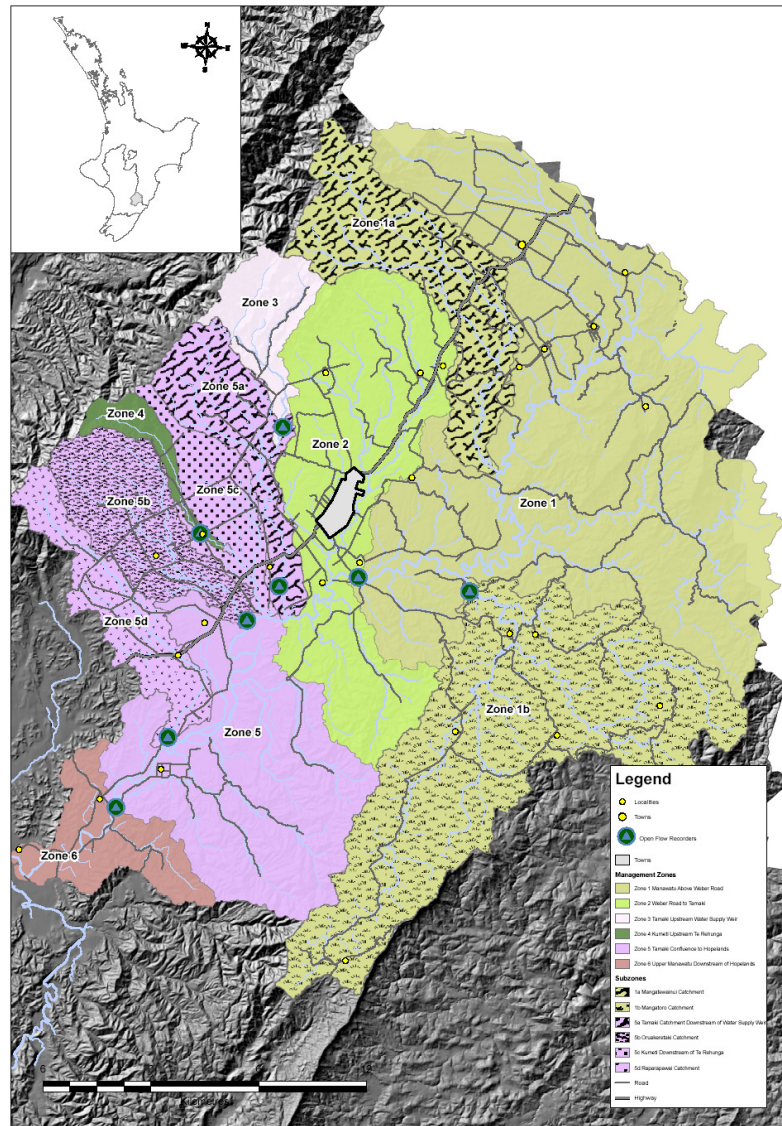 N
S
Zone 1a
Zone 3
Zone 5a
Zone 4
Zone 2
Zone 5c
Zone 5b
Zone 1
Zone 5d
Zone 1b
Zone 5
Zone 6
6
Kilometress
Legend
Localities
Towns
Open Flow Recorders
Towns
Management Zones
Zone 1 Manawatu Above Weber Road
Zone 2 Weber Road to Tamaki
Zone 3 Tamaki Upstream Water Supply Weir
Zone 4 Kumeti Upstream Te Rehunga
Zone 5 Tamaki Confluence to Hopelands
Zone 6 Upper Manawatu Downstream of Hopelands
Subzones
1a Mangatewainui Catchment
1b Mangatoro Catchment
5a Tamaki Catchment Downstream of Water Supply Weir
5b Oruakeretaki Catchment
5c Kumeti Downstream of Te Rehunga
5d Raparapawai Catchment
Road
Highway